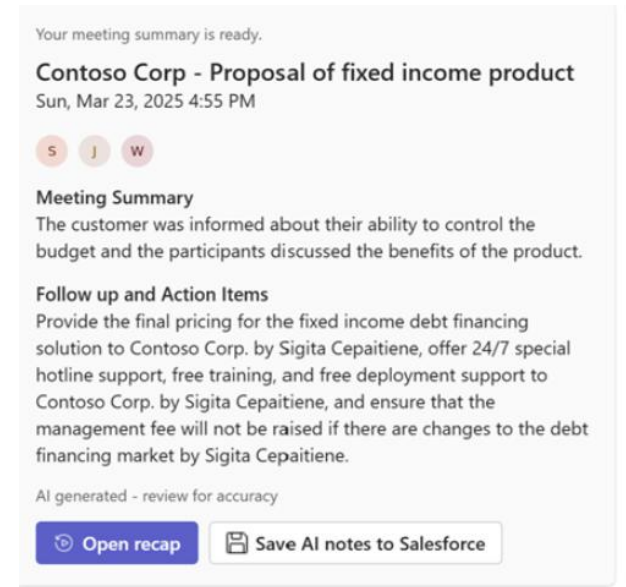 Your meeting summary is ready.
Contoso Corp - Proposal of fixed income product
Sun, Mar 23, 2025 4:55 PM
S J W
Meeting Summary
The customer was informed about their ability to control the
budget and the participants discussed the benefits of the product.
Follow up and Action Items
Provide the final pricing for the fixed income debt financing
solution to Contoso Corp. by Sigita Cepaitiene, offer 24/7 special
hotline support, free training, and free deployment support to
Contoso Corp. by Sigita Cepaitiene, and ensure that the
management fee will not be raised if there are changes to the debt
financing market by Sigita Cepaitiene.
AI generated - review for accuracy
Open recap Save AI notes to Salesforce